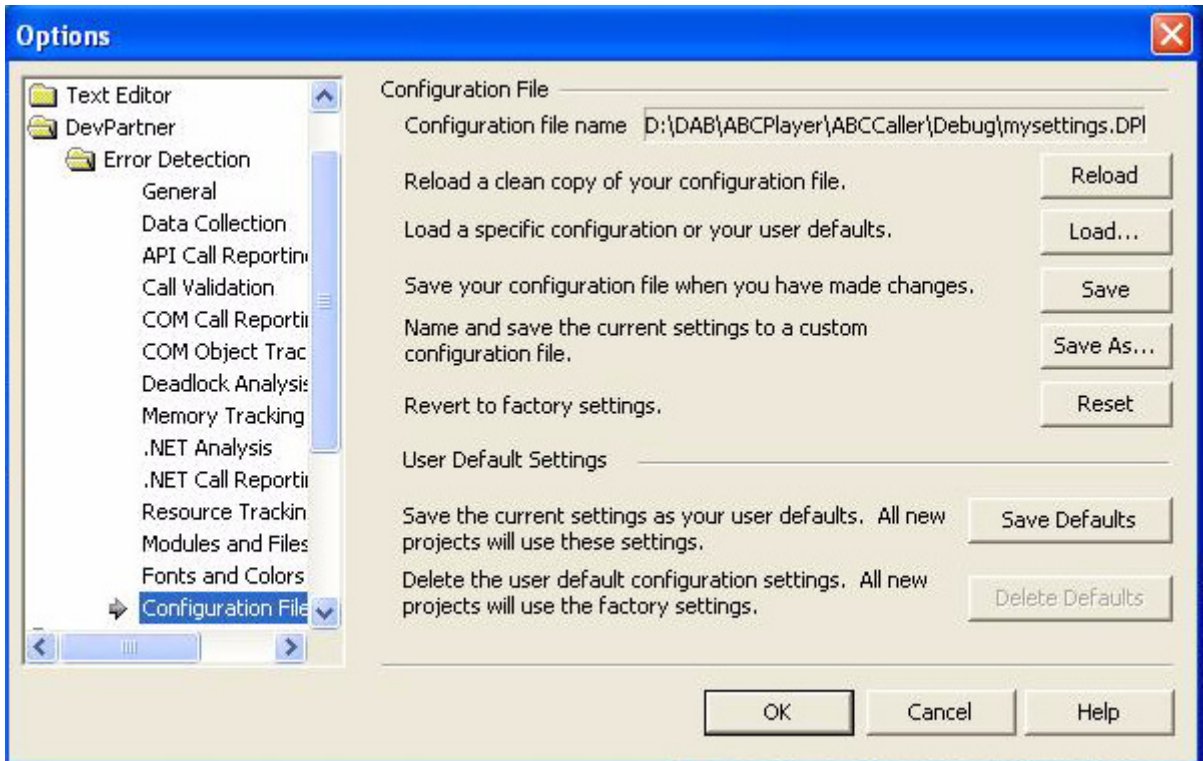 Options
Text Editor
DevPartner
Error Detection
General
Data Collection
API Call Reportin
Call Validation
COM Call Reporti
COM Object Trac
Deadlock Analysis
Memory Tracking
.NET Analysis
.NET Call Reporti
Resource Trackin
Modules and Files
Fonts and Colors
Configuration File
Configuration File
Configuration file name D:\DAB\ABCPlayer\ABCCaller\Debug\mysettings.DPl
Reload a clean copy of your configuration file.
Reload
Load a specific configuration or your user defaults.
Load...
Save your configuration file when you have made changes.
Save
Name and save the current settings to a custom
configuration file.
Save As...
Revert to factory settings.
Reset
User Default Settings
Save the current settings as your user defaults. All new
projects will use these settings.
Save Defaults
Delete the user default configuration settings. All new
projects will use the factory settings.
Delete Defaults
OK
Cancel
Help